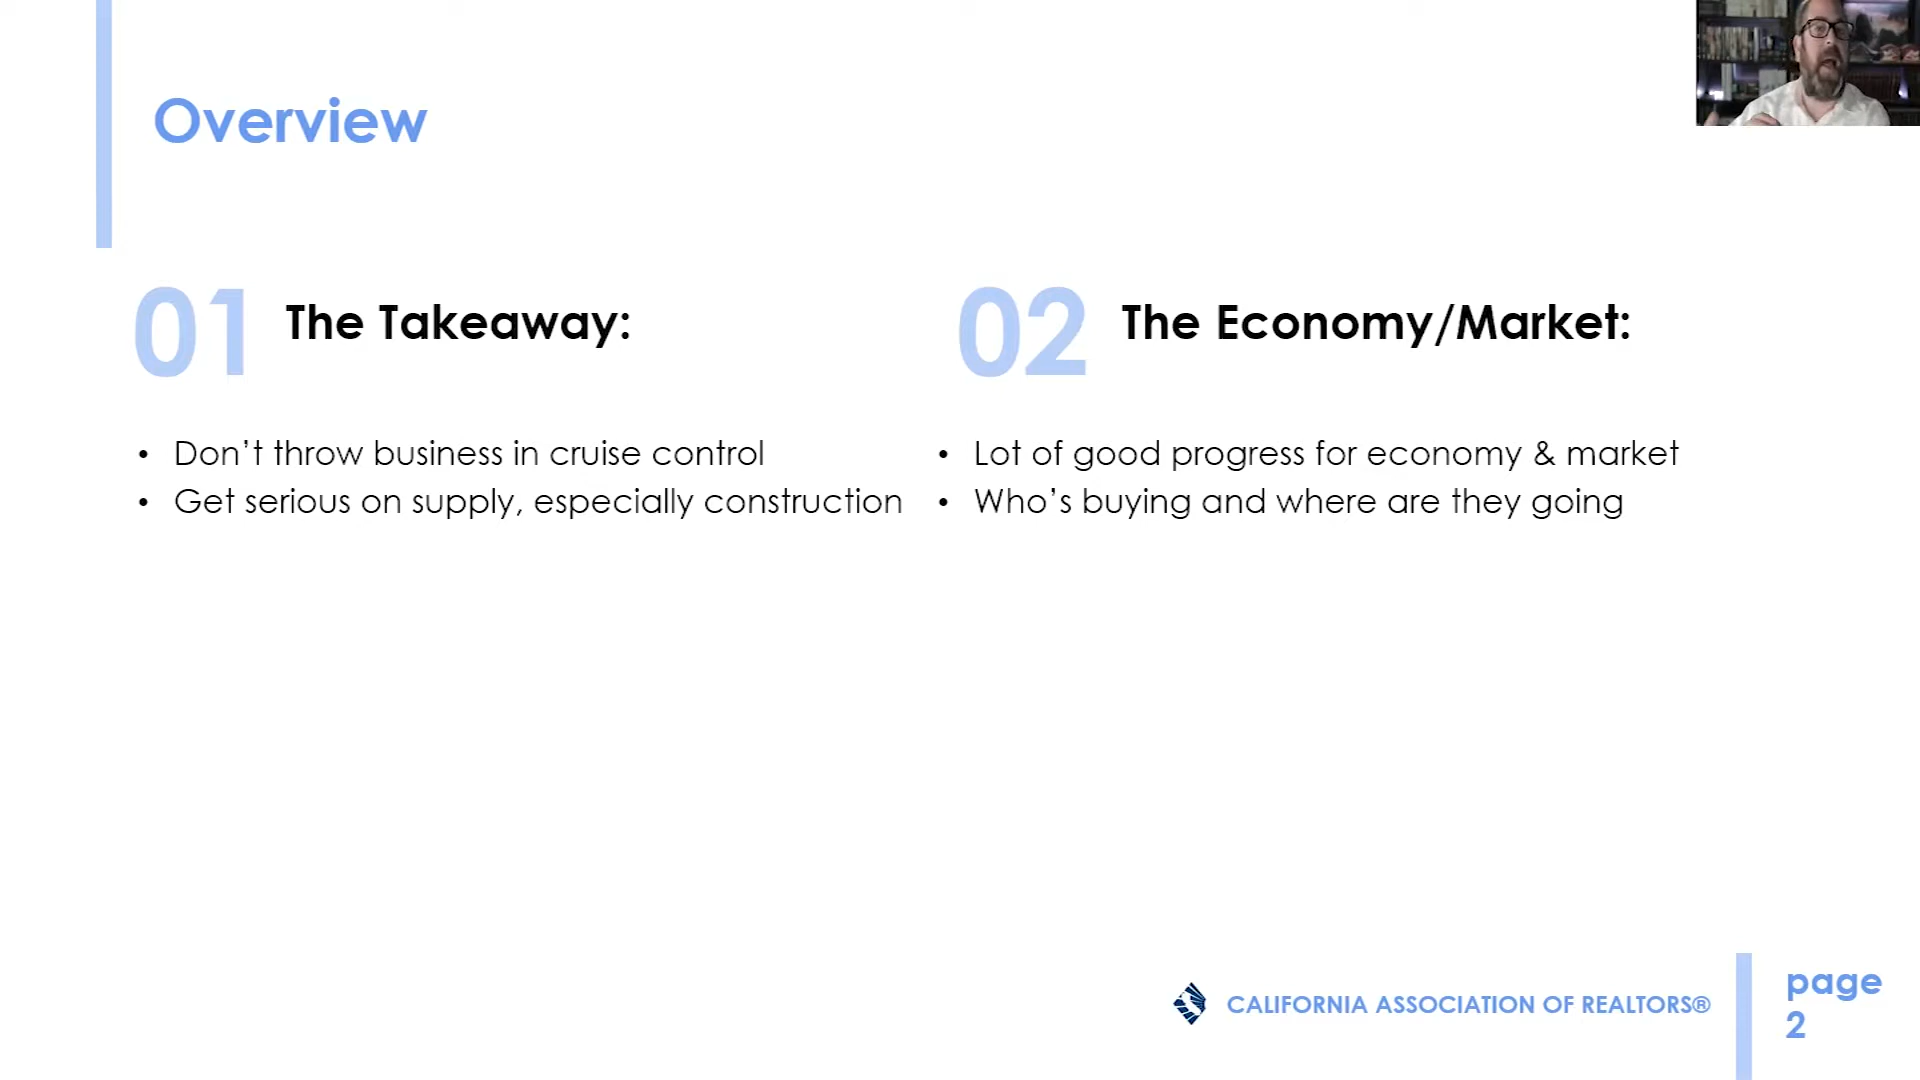 Overview
01 The Takeaway:
• Don’t throw business in cruise control
• Get serious on supply, especially construction
02 The Economy/Market:
• Lot of good progress for economy & market
• Who’s buying and where are they going
CALIFORNIA ASSOCIATION OF REALTORS®
page
2